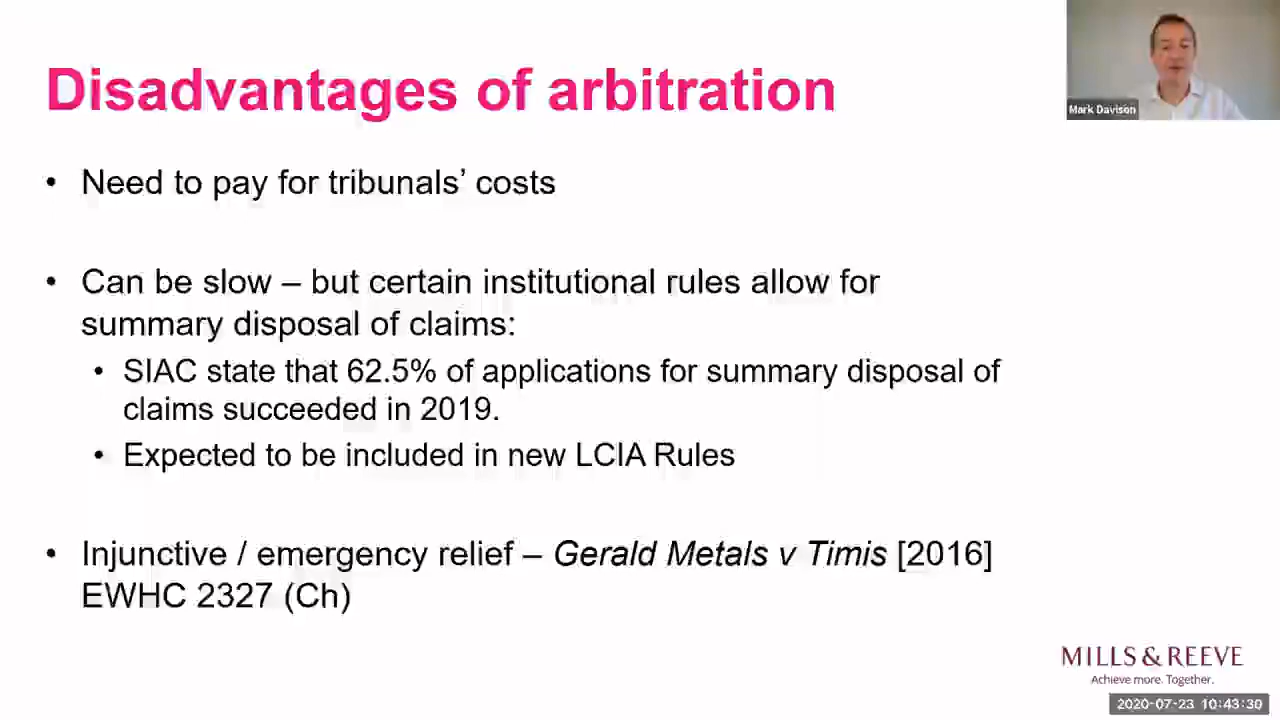 Disadvantages of arbitration
Mark Davison
• Need to pay for tribunals’ costs
• Can be slow – but certain institutional rules allow for
summary disposal of claims:
• SIAC state that 62.5% of applications for summary disposal of
claims succeeded in 2019.
• Expected to be included in new LCIA Rules
• Injunctive / emergency relief – Gerald Metals v Timis [2016]
EWHC 2327 (Ch)
MILLS & REEVE
Achieve more. Together.
2020-07-23 10:43:30